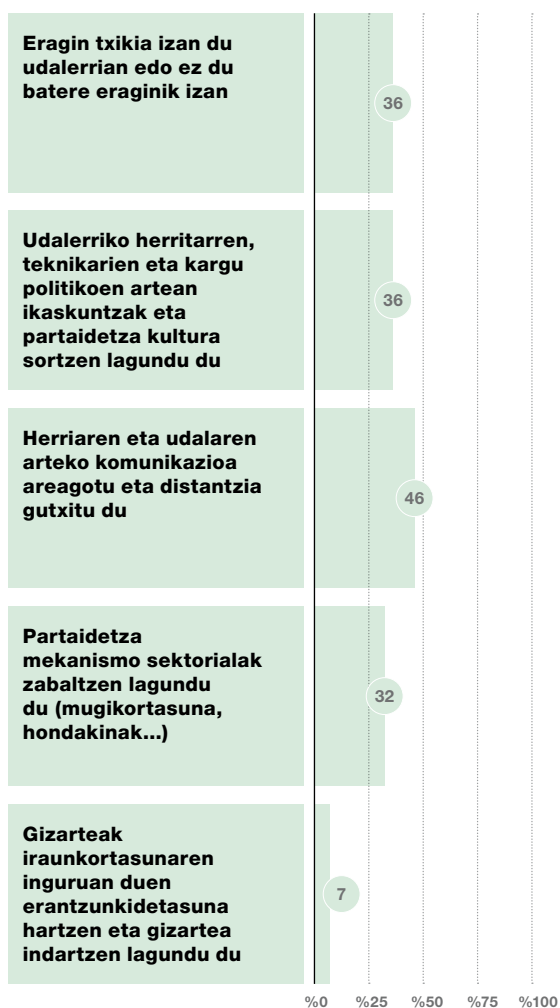 Eragin txikia izan du
udalerrian edo ez du
batere eraginik izan
36
Udalerriko herritarren,
teknikarien eta kargu
politikoen artean
ikaskuntzak eta
partaidetza kultura
sortzen lagundu du
36
Herriaren eta udalaren
arteko komunikazioa
areagotu eta distantzia
gutxitu du
46
Partaidetza
mekanismo sektorialak
zabaltzen lagundu
du (mugikortasuna,
hondakinak...)
32
Gizarteak
iraunkortasunaren
inguruan duen
erantzunkidetasuna
hartzen eta gizartea
indartzen lagundu du
7
%0 %25 %50 %75 %100